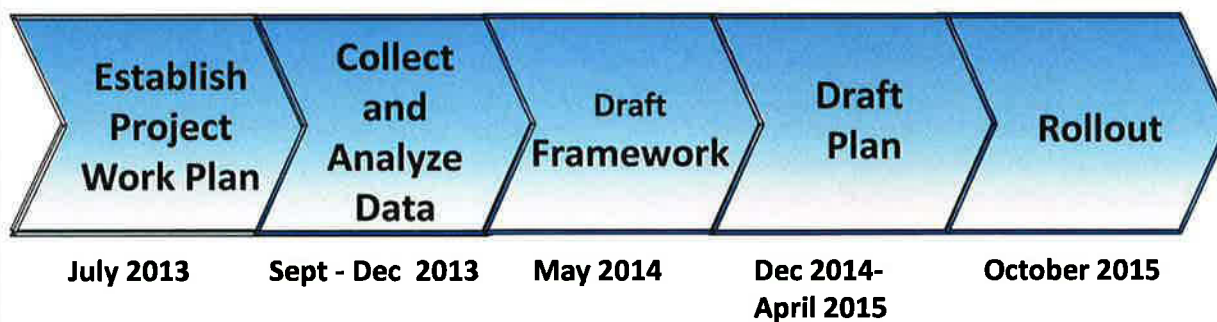 Establish
Project
Work Plan
Collect
and
Analyze
Data
Draft
Framework
Draft
Plan
Rollout
July 2013
Sept - Dec 2013
May 2014
Dec 2014-
April 2015
October 2015